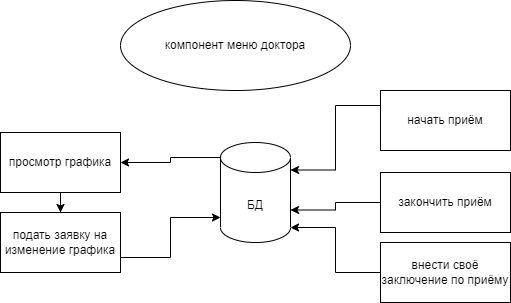 компонент меню доктора
начать приём
просмотр графика
БД
закончить приём
подать заявку на
изменение графика
внести своё
заключение по приёму